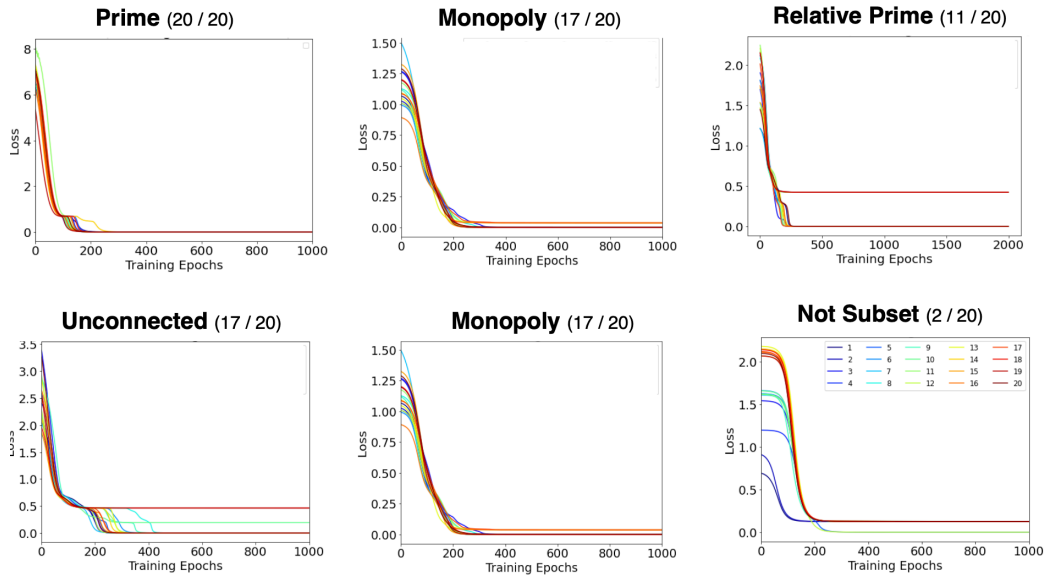 Prime (20 / 20)
8
6
4
2
0
Loss
0 200 400 600 800 1000
Training Epochs
Monopoly (17 / 20)
1.50
1.25
1.00
0.75
0.50
0.25
0.00
Loss
0 200 400 600 800 1000
Training Epochs
Relative Prime (11 / 20)
2.0
1.5
1.0
0.5
0.0
Loss
0 500 1000 1500 2000
Training Epochs
Unconnected (17 / 20)
3.5
3.0
2.5
2.0
1.5
1.0
0.5
0.0
Loss
0 200 400 600 800 1000
Training Epochs
Monopoly (17 / 20)
1.50
1.25
1.00
0.75
0.50
0.25
0.00
Loss
0 200 400 600 800 1000
Training Epochs
Not Subset (2 / 20)
2.0
1.5
1.0
0.5
0.0
Loss
1 5 9 13 17
2 6 10 14 18
3 7 11 15 19
4 8 12 16 20
0 200 400 600 800 1000
Training Epochs